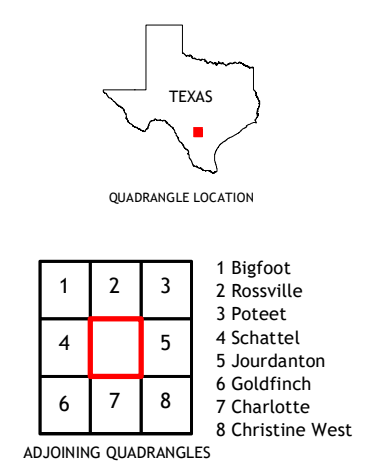 TEXAS
QUADRANGLE LOCATION
1 2 3
4 5
6 7 8
1 Bigfoot
2 Rossville
3 Poteet
4 Schattel
5 Jourdanton
6 Goldfinch
7 Charlotte
8 Christine West
ADJOINING QUADRANGLES